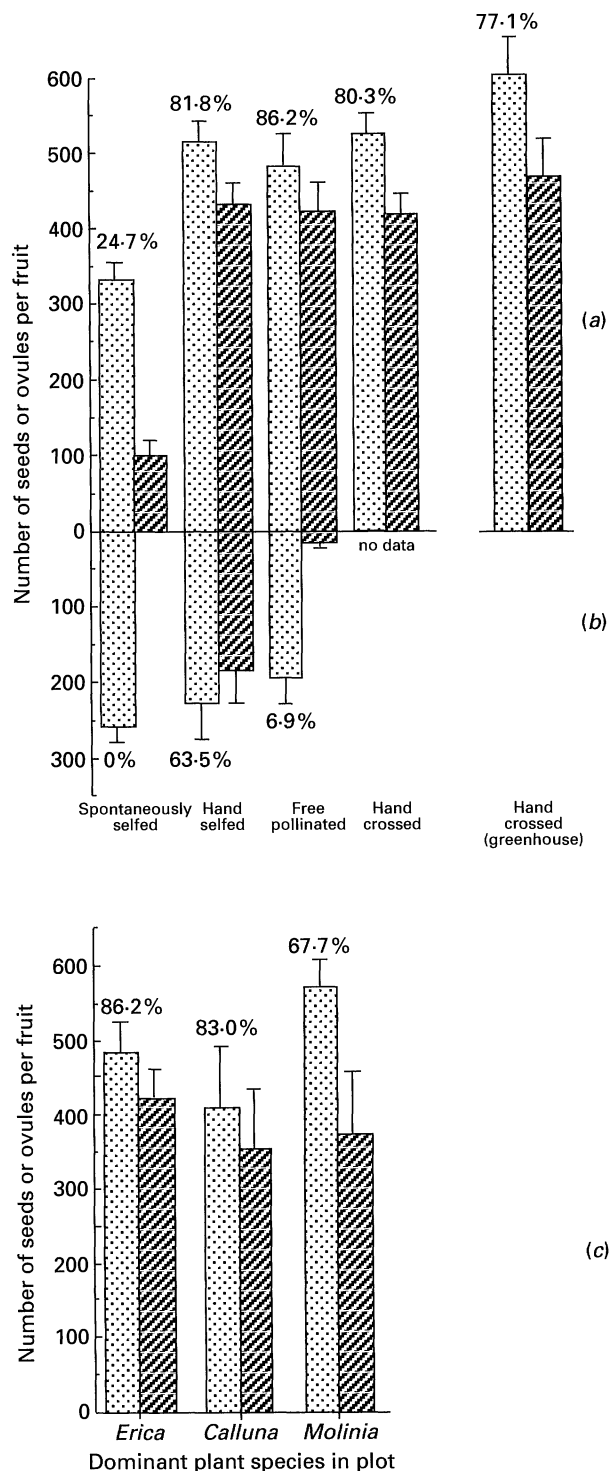 77·1%
600
81·8%
86·2%
80·3%
500
400
24·7%
300
200
100
0
100
200
300
Number of seeds or ovules per fruit
(a)
no data
(b)
0%
63·5%
6·9%
Spontaneously
selfed
Hand
selfed
Free
pollinated
Hand
crossed
Hand
crossed
(greenhouse)
67·7%
600
86·2%
83·0%
500
400
300
200
100
0
Number of seeds or ovules per fruit
(c)
Erica Calluna Molinia
Dominant plant species in plot